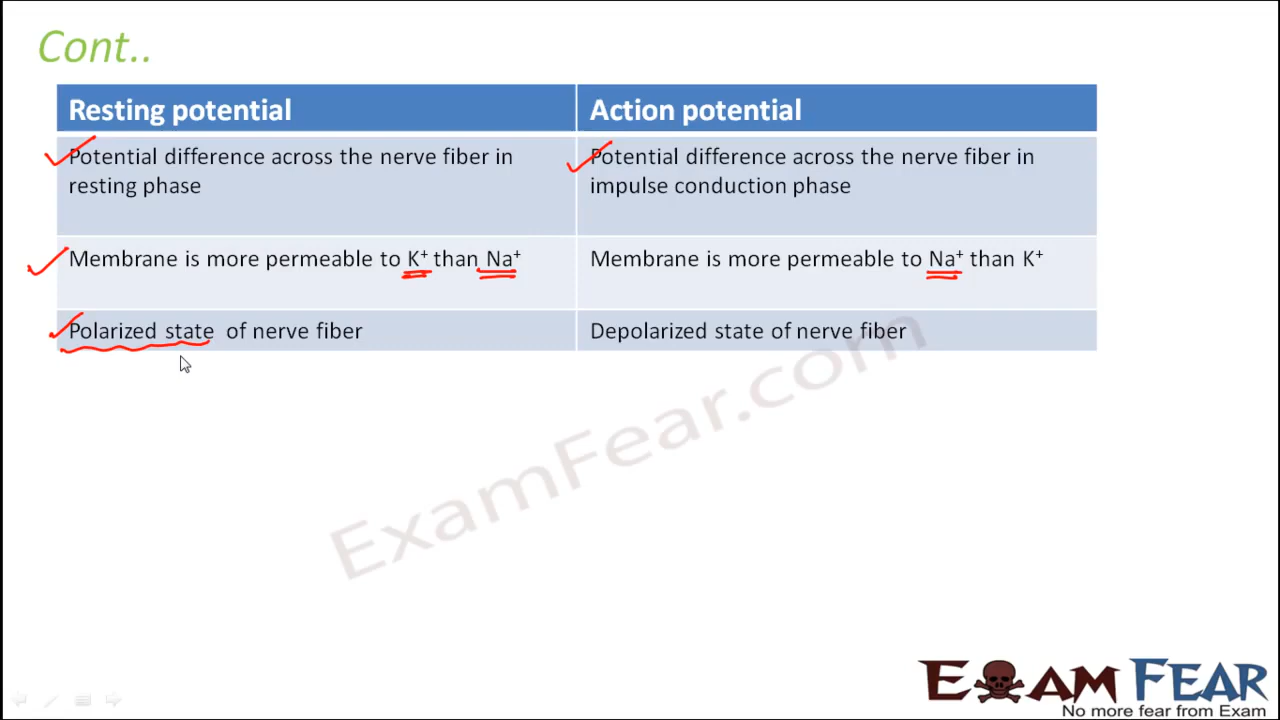 Cont..
Resting potential
Action potential
Potential difference across the nerve fiber in
resting phase
Potential difference across the nerve fiber in
impulse conduction phase
Membrane is more permeable to K⁺ than Na⁺
Membrane is more permeable to Na⁺ than K⁺
Polarized state of nerve fiber
Depolarized state of nerve fiber
ExamFear.com
EXAM FEAR
No more fear from Exam